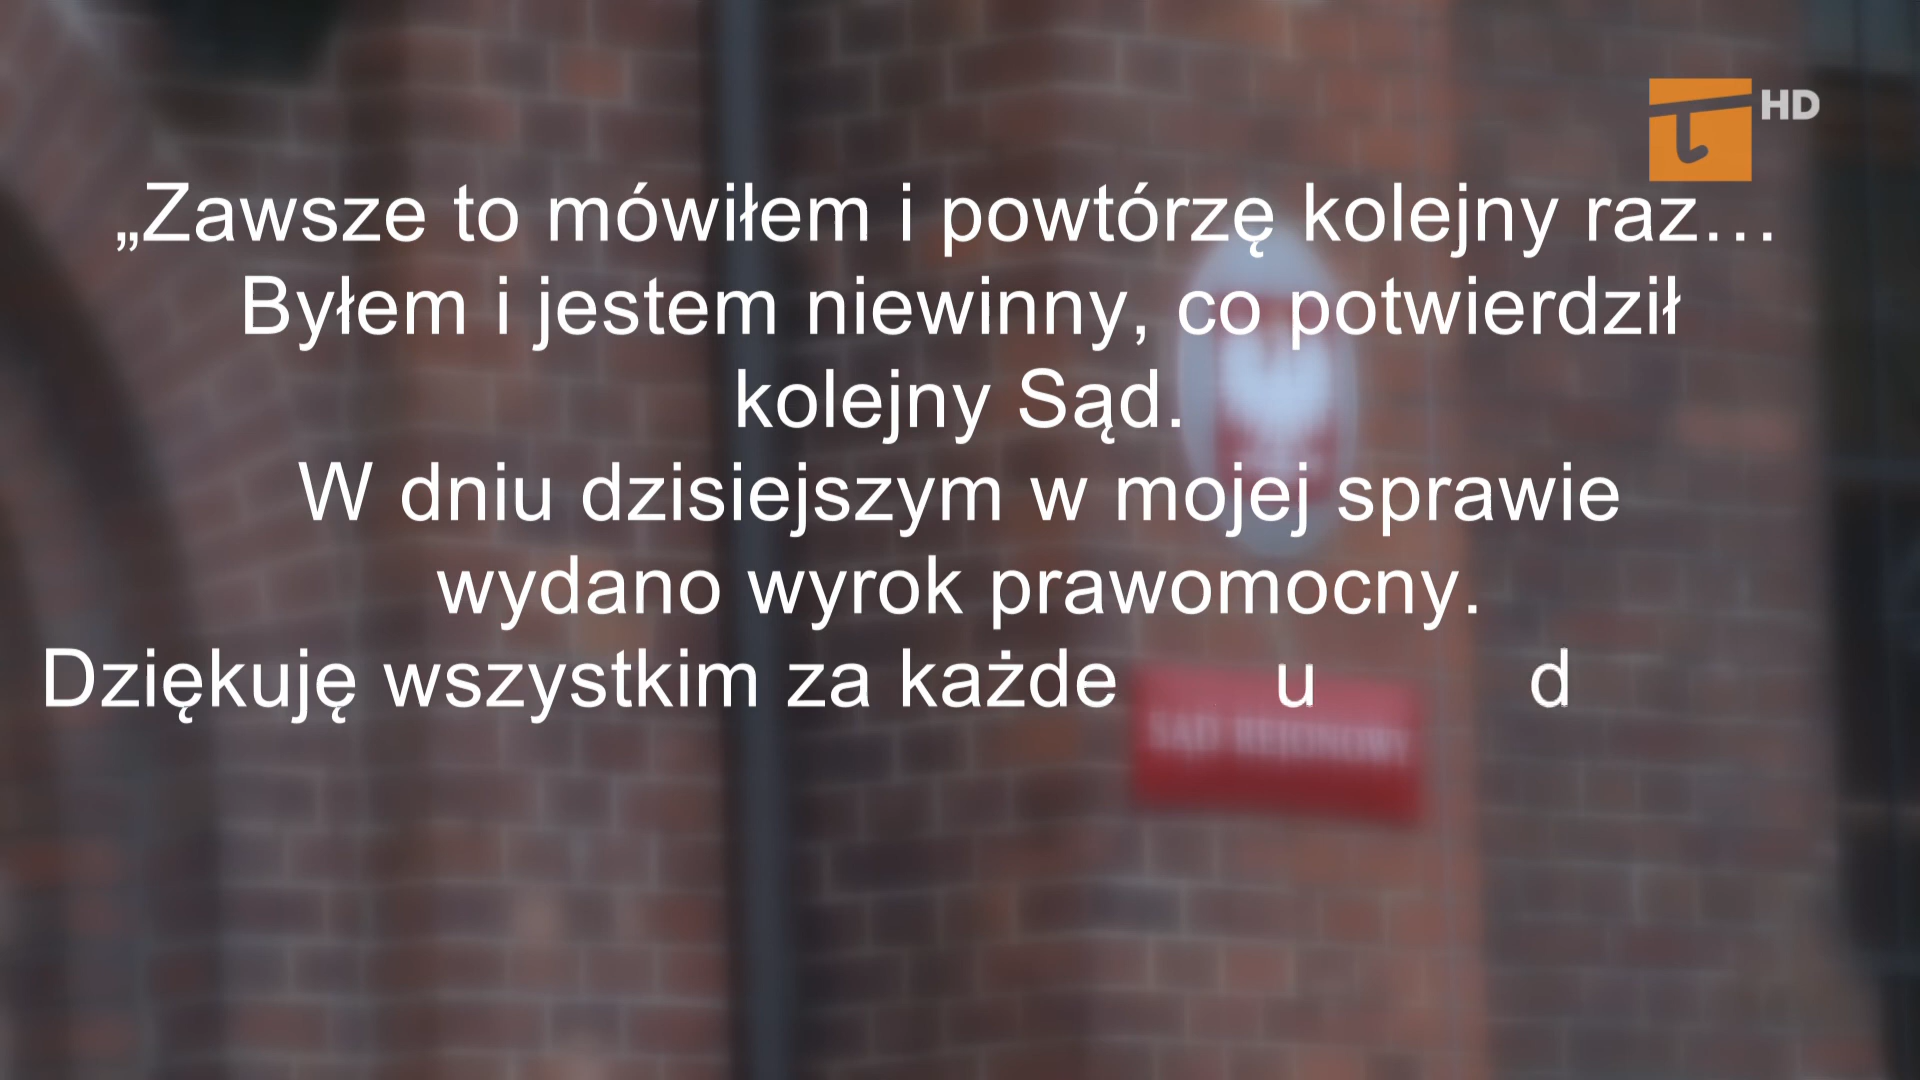 HD
„Zawsze to mówiłem i powtórzę kolejny raz…
Byłem i jestem niewinny, co potwierdził
kolejny Sąd.
W dniu dzisiejszym w mojej sprawie
wydano wyrok prawomocny.
Dziękuję wszystkim za każde u d